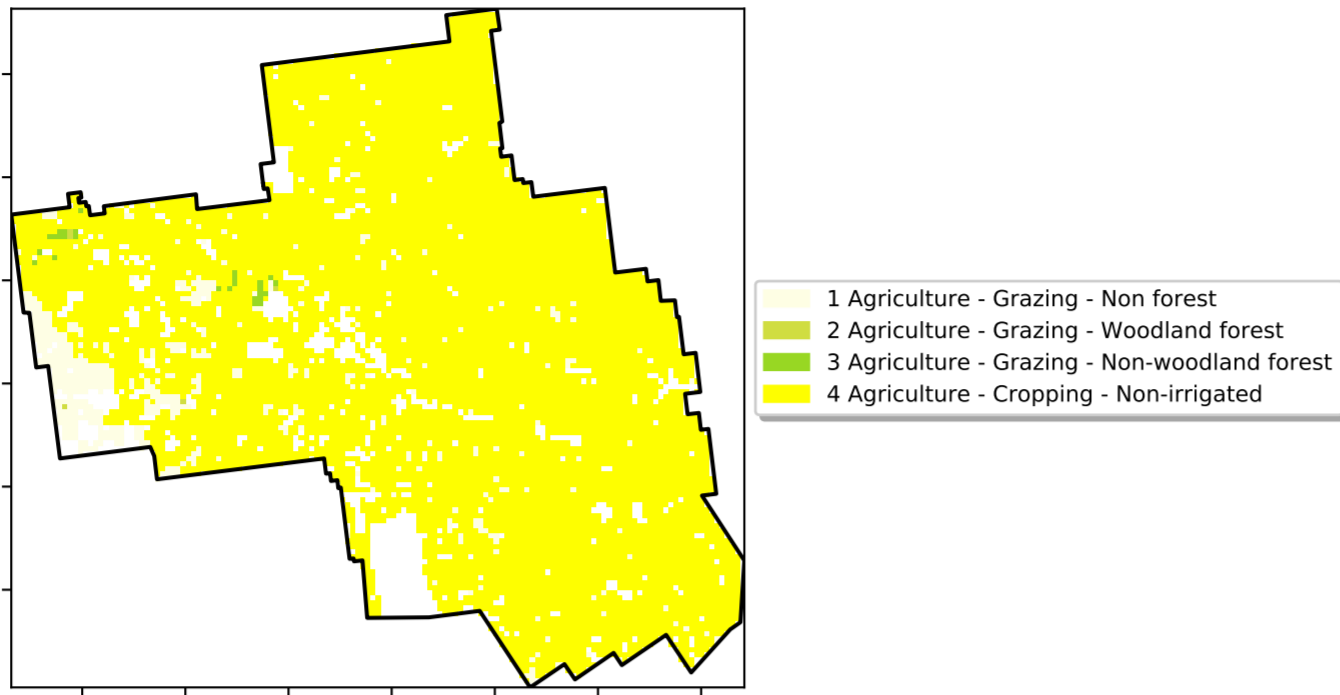 1 Agriculture - Grazing - Non forest
2 Agriculture - Grazing - Woodland forest
3 Agriculture - Grazing - Non-woodland forest
4 Agriculture - Cropping - Non-irrigated